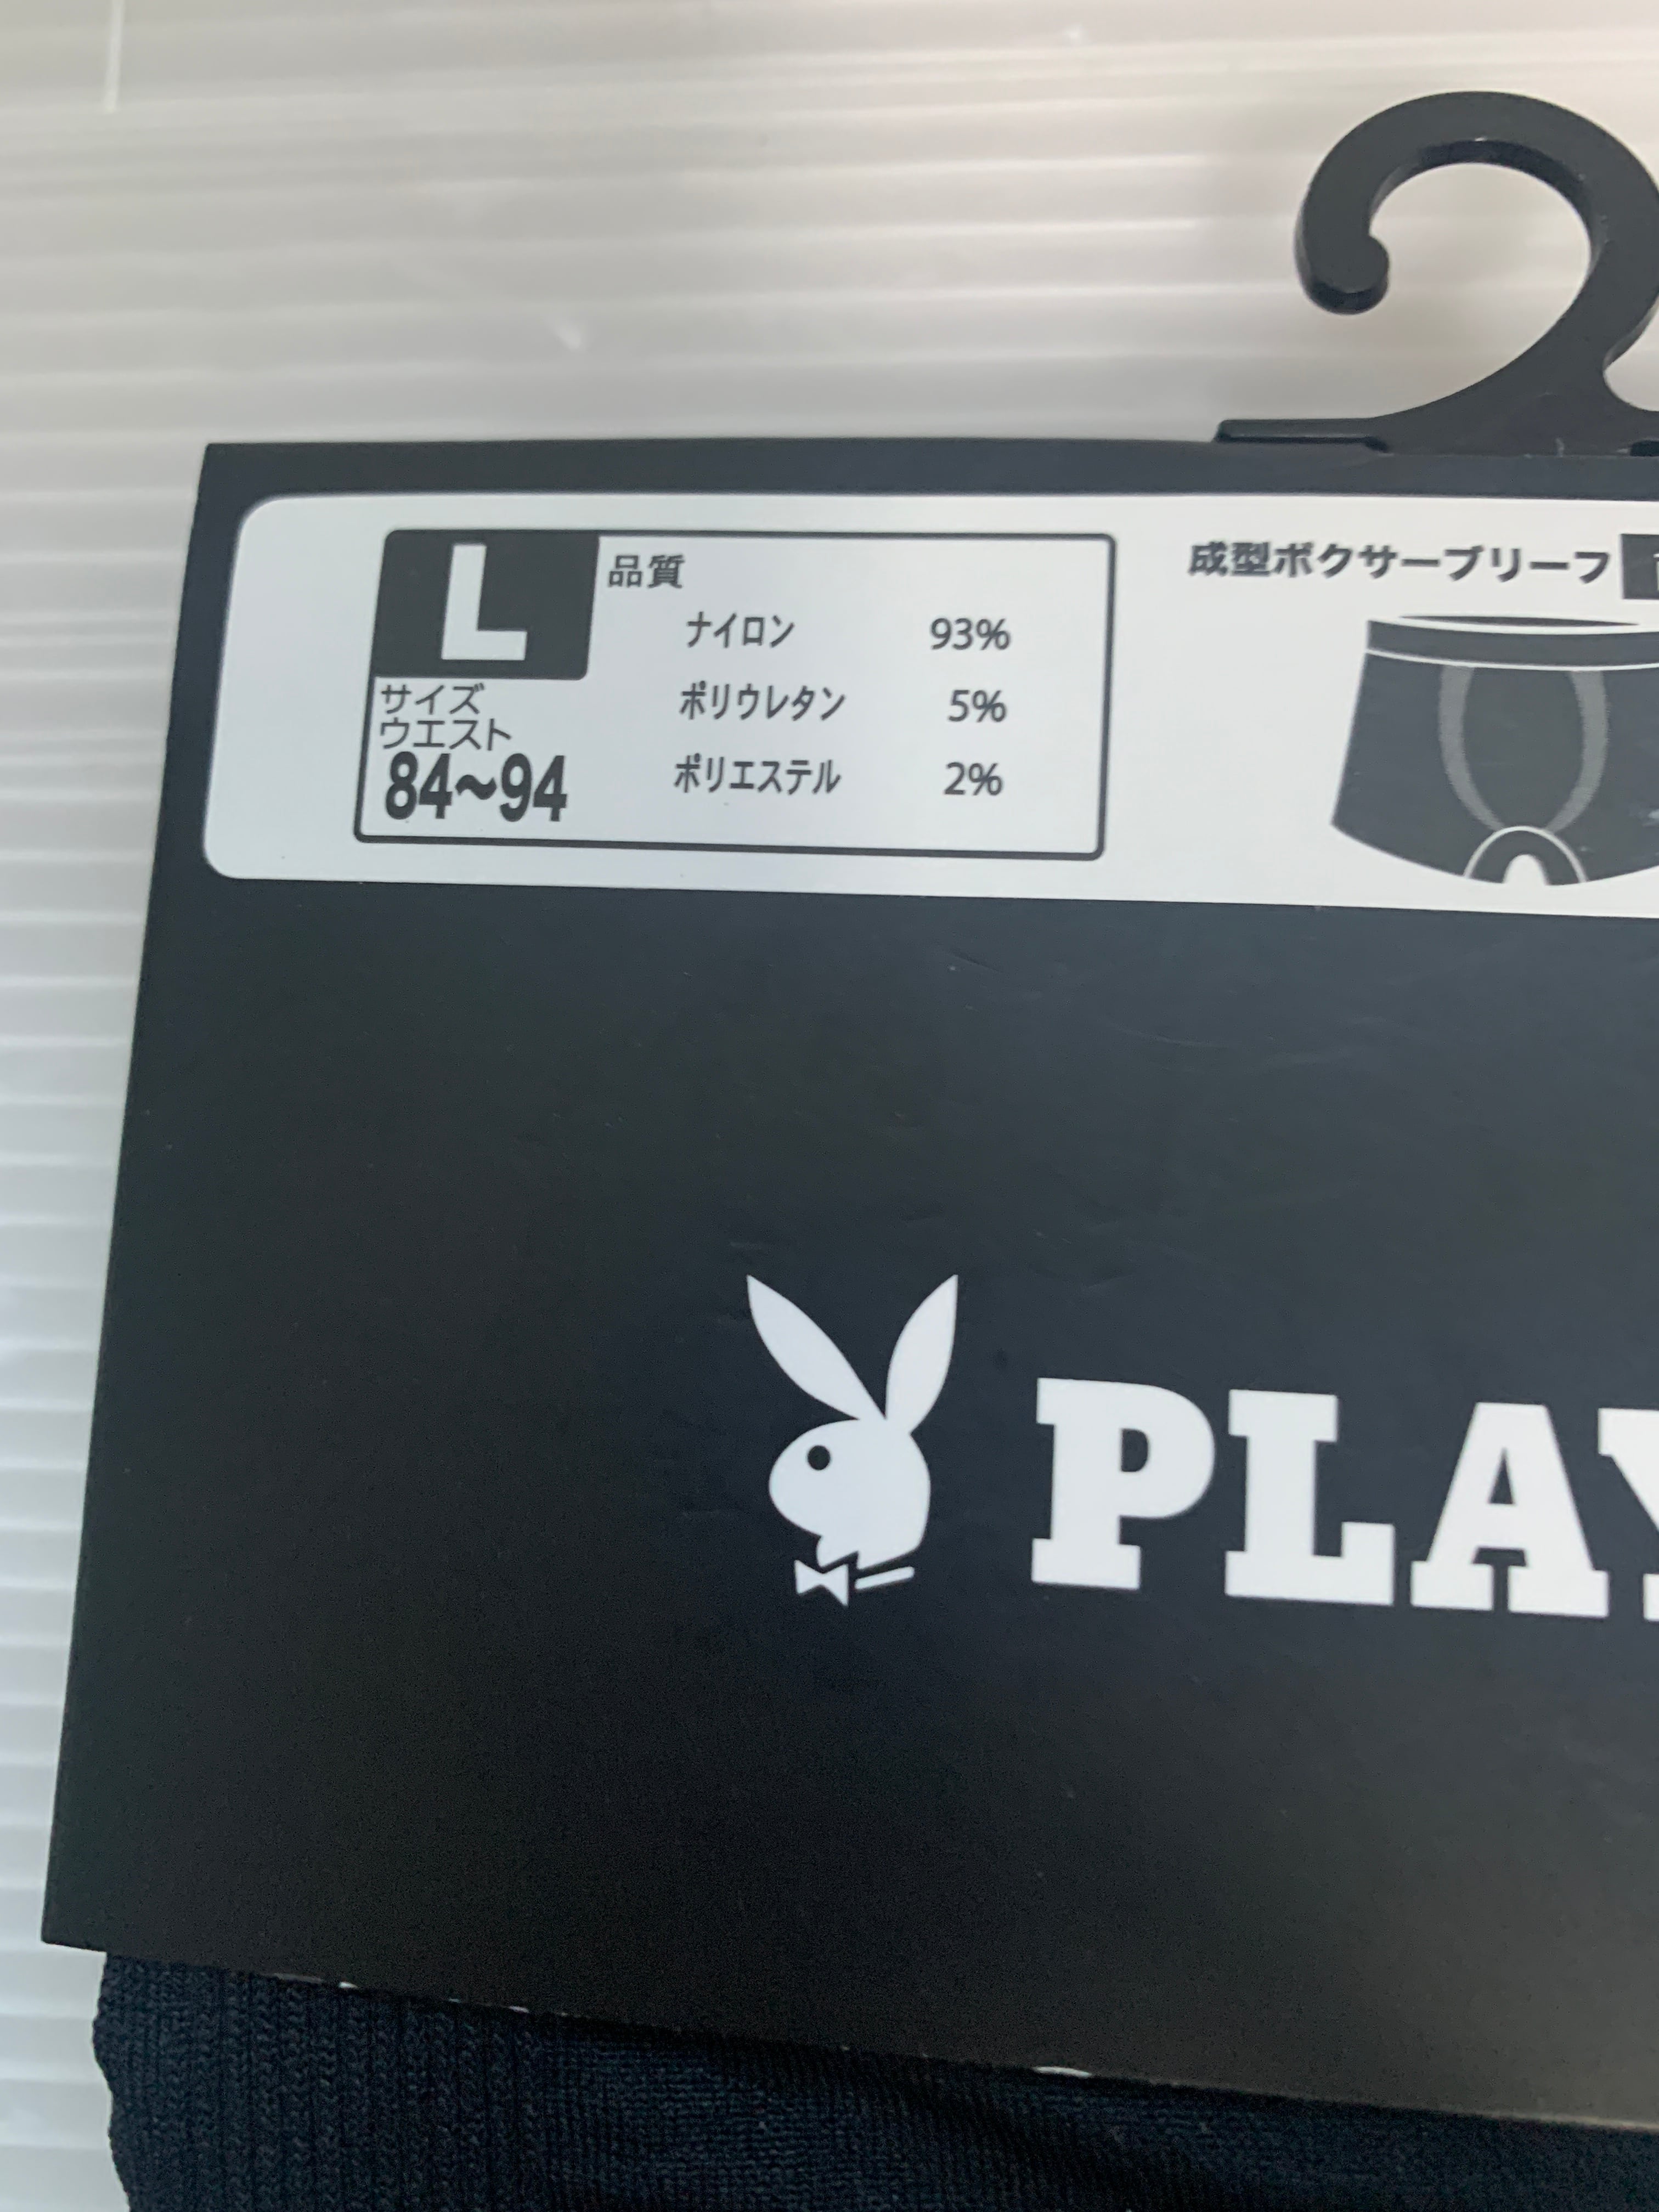 L
品質
ナイロン 93%
ポリウレタン 5%
ポリエステル 2%
サイズ
ウエスト
84~94
成型ボクサーブリーフ
PLAY